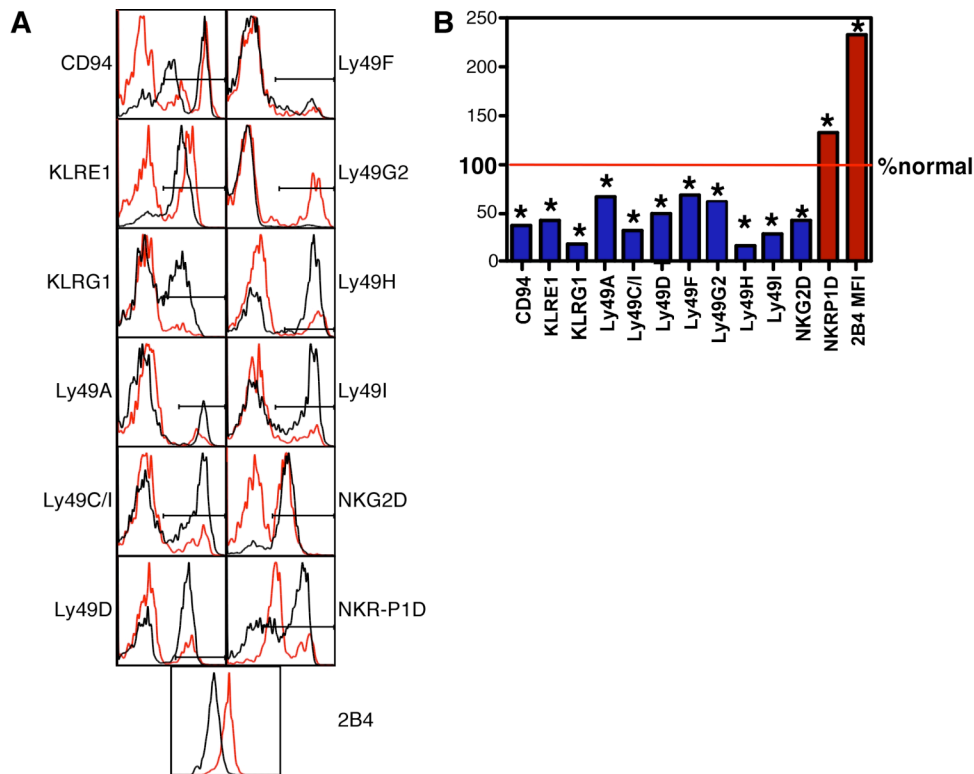 A
CD94
Ly49F
KLRE1
Ly49G2
KLRG1
Ly49H
Ly49A
Ly49I
Ly49C/I
NKG2D
Ly49D
NKR-P1D
2B4
B
250
200
150
100
50
0
%normal
* * * * * * * * * * * * *
CD94
KLRE1
KLRG1
Ly49A
Ly49C/I
Ly49D
Ly49F
Ly49G2
Ly49H
Ly49I
NKG2D
NKRP1D
2B4 MFI